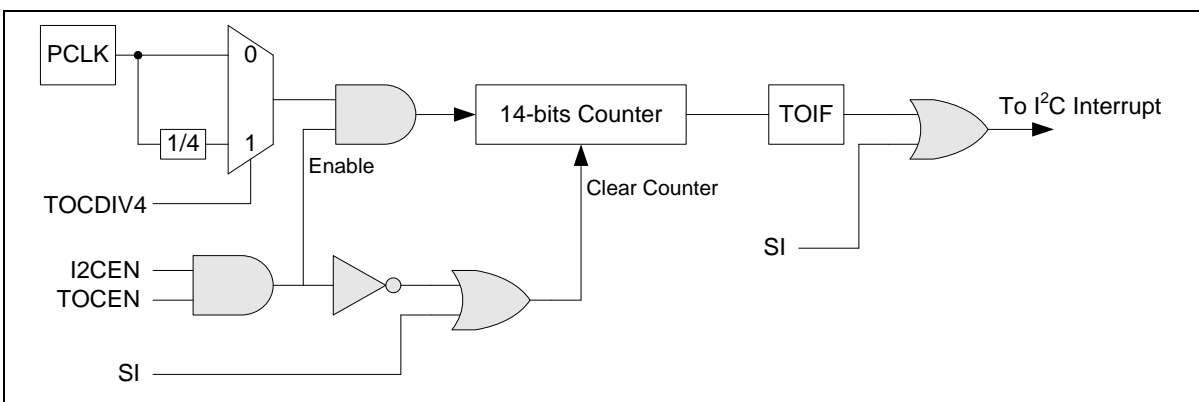 PCLK
0
1/4
1
TOCDIV4
Enable
14-bits Counter
TOIF
To I²C Interrupt
Clear Counter
SI
I2CEN
TOCEN
SI